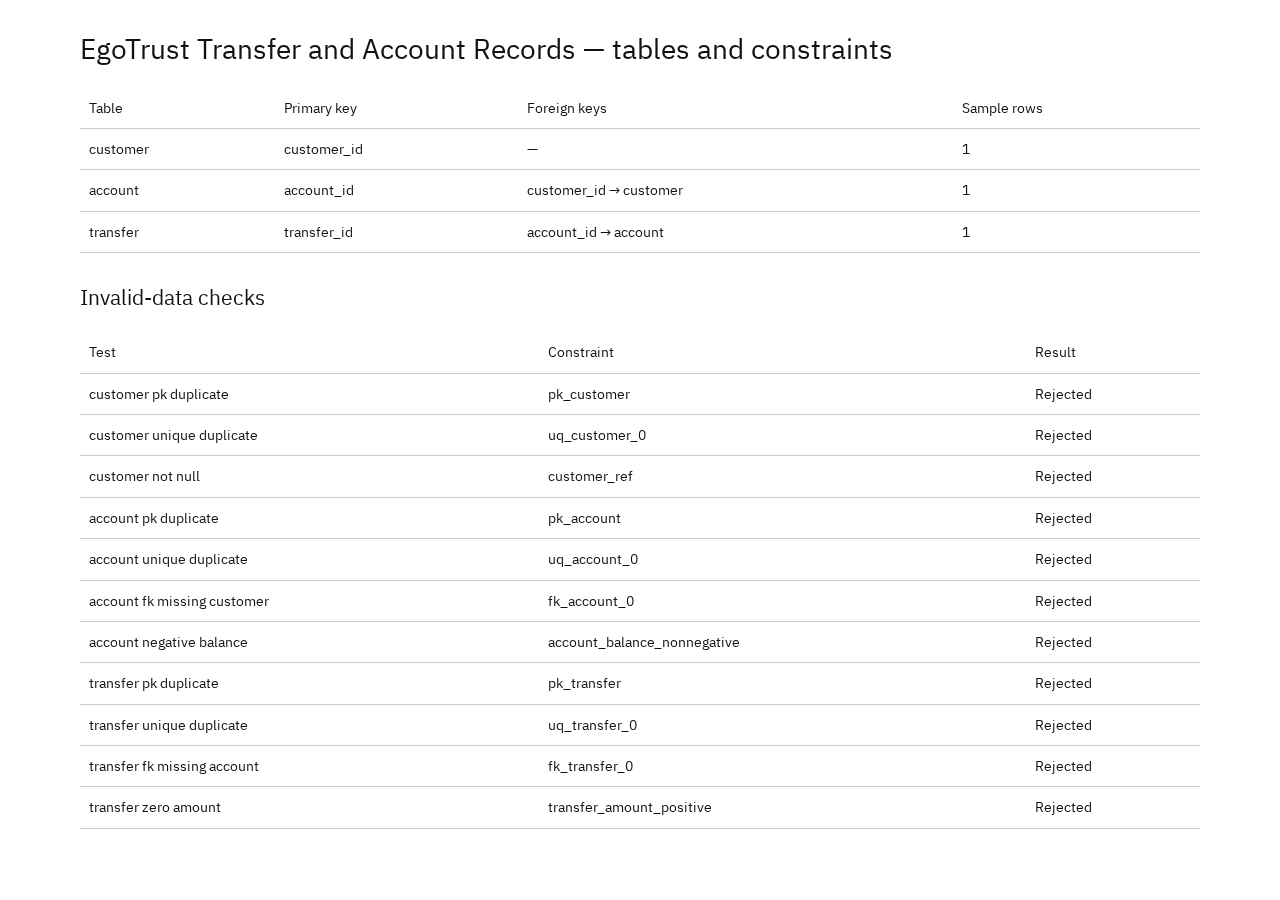 EgoTrust Transfer and Account Records — tables and constraints
Table Primary key Foreign keys Sample rows
customer customer_id — 1
account account_id customer_id → customer 1
transfer transfer_id account_id → account 1
Invalid-data checks
Test Constraint Result
customer pk duplicate pk_customer Rejected
customer unique duplicate uq_customer_0 Rejected
customer not null customer_ref Rejected
account pk duplicate pk_account Rejected
account unique duplicate uq_account_0 Rejected
account fk missing customer fk_account_0 Rejected
account negative balance account_balance_nonnegative Rejected
transfer pk duplicate pk_transfer Rejected
transfer unique duplicate uq_transfer_0 Rejected
transfer fk missing account fk_transfer_0 Rejected
transfer zero amount transfer_amount_positive Rejected